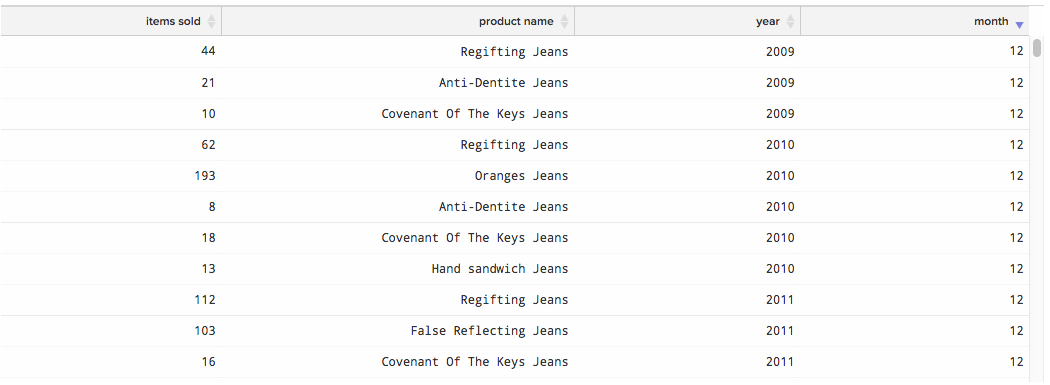 items sold product name year month
44 Regifting Jeans 2009 12
21 Anti-Dentite Jeans 2009 12
10 Covenant Of The Keys Jeans 2009 12
62 Regifting Jeans 2010 12
193 Oranges Jeans 2010 12
8 Anti-Dentite Jeans 2010 12
18 Covenant Of The Keys Jeans 2010 12
13 Hand sandwich Jeans 2010 12
112 Regifting Jeans 2011 12
103 False Reflecting Jeans 2011 12
16 Covenant Of The Keys Jeans 2011 12